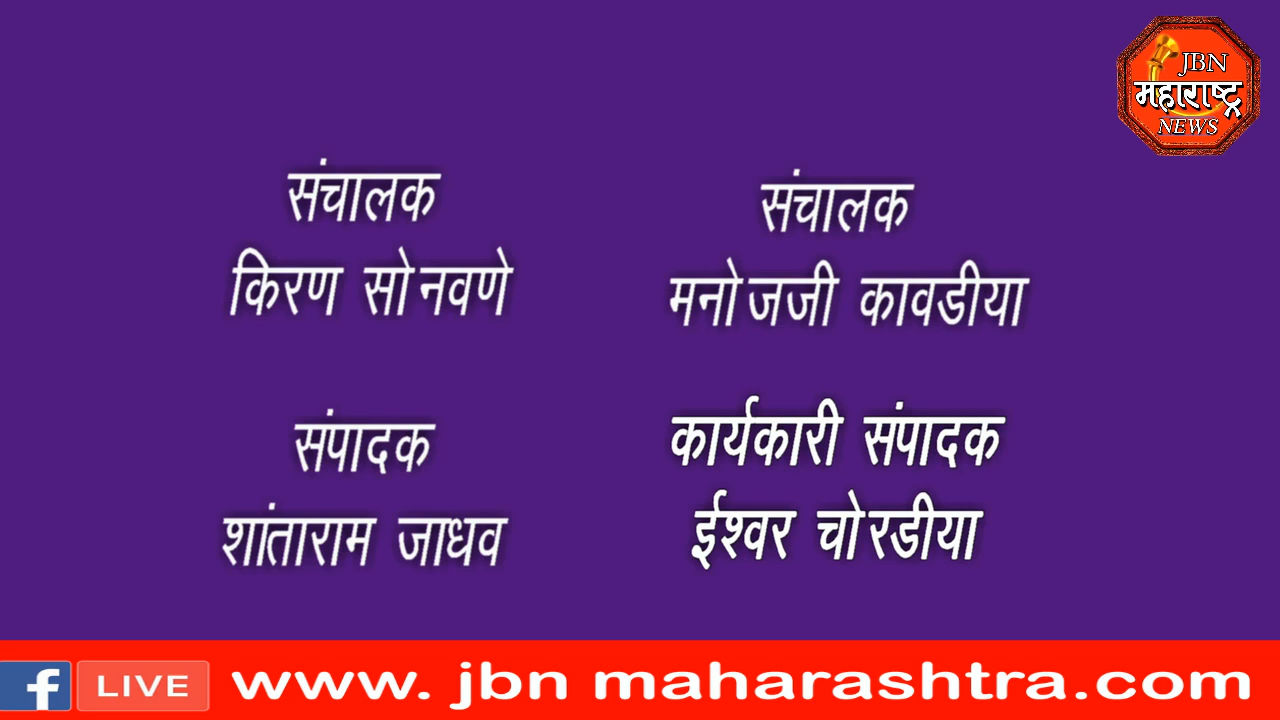 JBN
महाराष्ट्र
NEWS
संचालक
किरण सोनवणे
संचालक
मनोजजी कावडीया
संपादक
शांताराम जाधव
कार्यकारी संपादक
ईश्वर चोरडीया
f LIVE www. jbn maharashtra.com